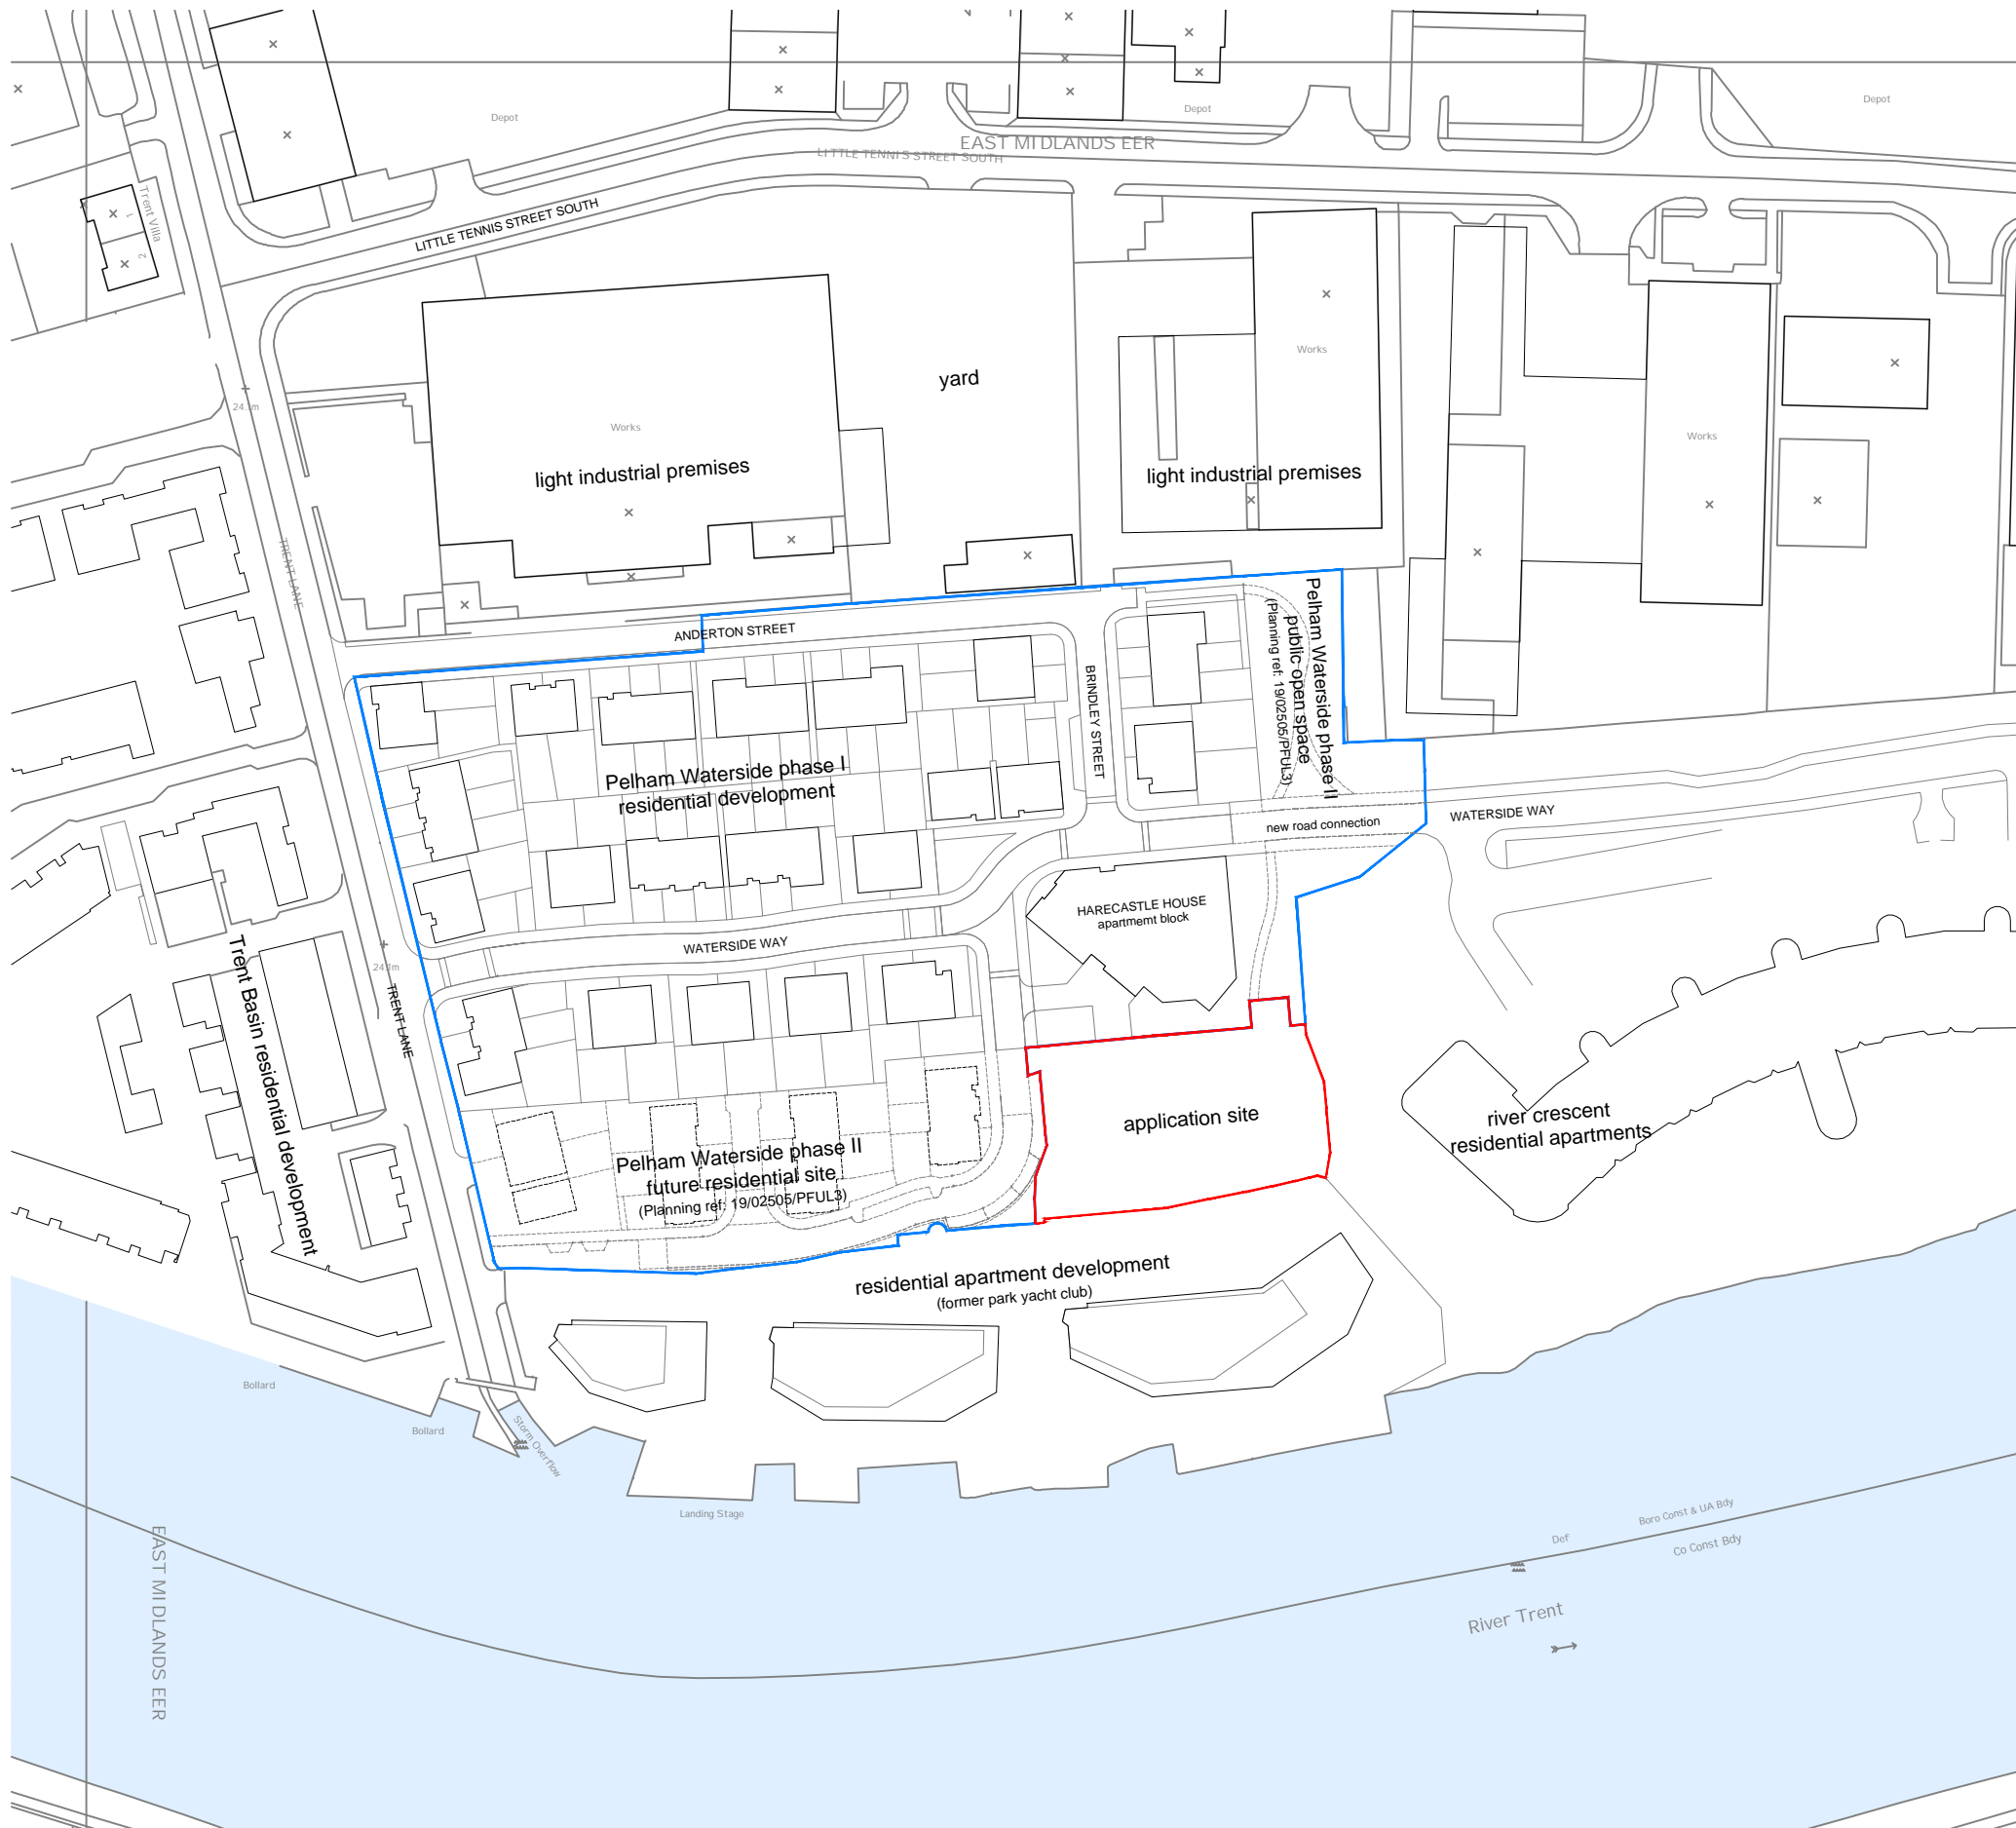 Depot
Depot
Depot
EAST MIDLANDS EER
LITTLE TENNIS STREET SOUTH
LITTLE TENNIS STREET SOUTH
Trent Villa
1
2
24.1m
Works
light industrial premises
yard
Works
light industrial premises
Works
TRENT LANE
ANDERTON STREET
BRINDLEY STREET
Pelham Waterside phase II
public open space
(Planning ref: 19/02505/PFUL3)
Pelham Waterside phase I
residential development
new road connection
WATERSIDE WAY
HARECASTLE HOUSE
apartmemt block
WATERSIDE WAY
24.1m
TRENT LANE
Trent Basin residential development
application site
river crescent
residential apartments
Pelham Waterside phase II
future residential site
(Planning ref: 19/02505/PFUL3)
residential apartment development
(former park yacht club)
Bollard
Bollard
Storm Overflow
Landing Stage
EAST MIDLANDS EER
Boro Const & UA Bdy
Def
Co Const Bdy
River Trent